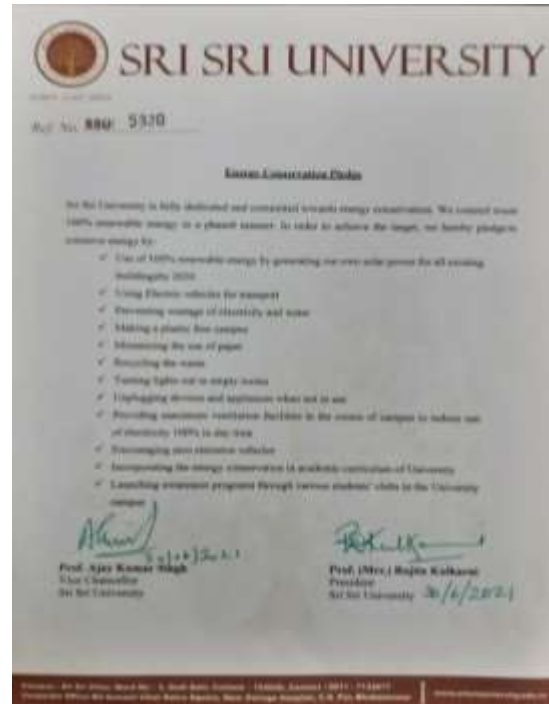 SRI SRI UNIVERSITY
Ref. No. SSU/ 5320
Energy Conservation Pledge
Sri Sri University is fully dedicated and committed towards energy conservation. We commit
100% renewable energy in a phased manner. In order to achieve the target, we hereby pledge to
conserve energy by:
✓ Use of 100% renewable energy by generating our own solar power for all existing
✓ Using Electric vehicles for transport
✓ Preventing wastage of electricity and water
✓ Making a plastic free campus
✓ Minimizing the use of paper
✓ Recycling the waste
✓ Turning lights out in empty rooms
✓ Unplugging devices and appliances when not in use
✓ Providing maximum ventilation facilities in the rooms of campus to reduce use
of electricity 100% in day time
✓ Encouraging zero emission vehicles
✓ Incorporating the energy conservation in academic curriculum of University
✓ Launching awareness programs through various students' clubs in the University
campus
Prof. Ajay Kumar Singh
Vice Chancellor
Sri Sri University
Prof. (Mrs.) Rajita Kulkarni
President
Sri Sri University 30/6/2021